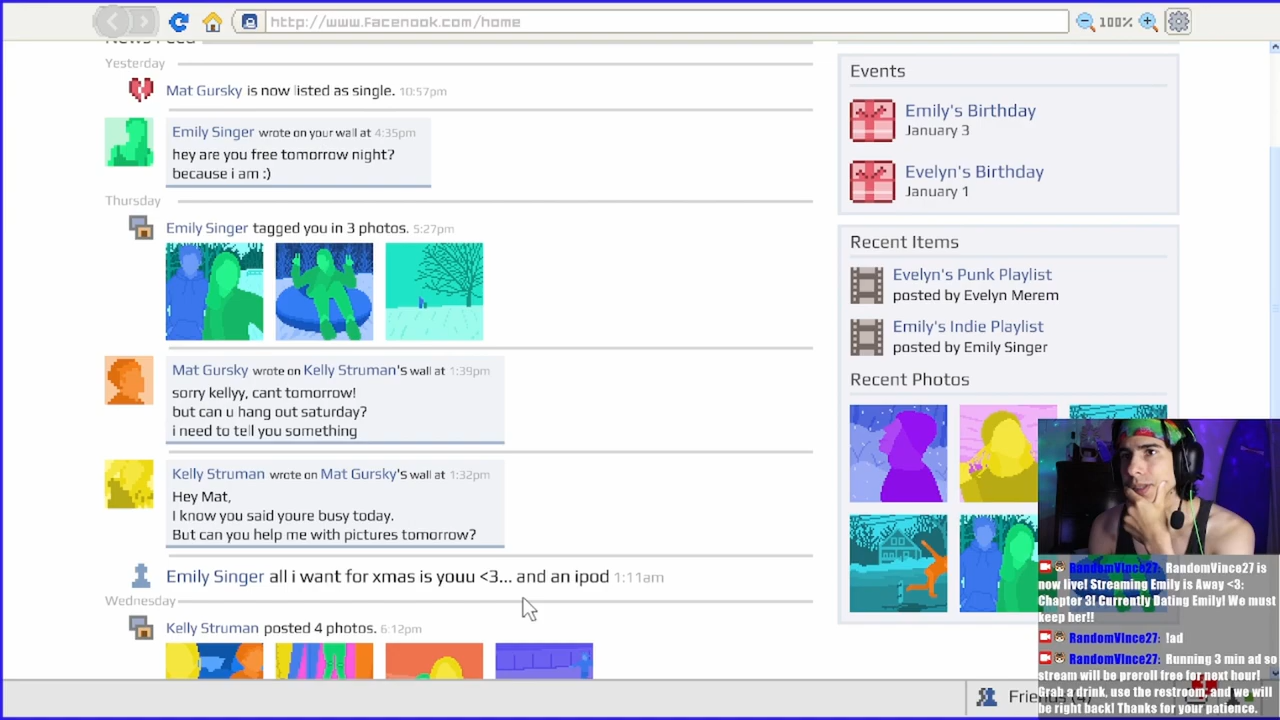 http://www.facenook.com/home
100%
News Feed
Yesterday
Mat Gursky is now listed as single. 10:57pm
Emily Singer wrote on your wall at 4:35pm
hey are you free tomorrow night?
because i am :)
Thursday
Emily Singer tagged you in 3 photos. 5:27pm
Mat Gursky wrote on Kelly Struman's wall at 1:39pm
sorry kellyy, cant tomorrow!
but can u hang out saturday?
i need to tell you something
Kelly Struman wrote on Mat Gursky's wall at 1:32pm
Hey Mat,
I know you said youre busy today.
But can you help me with pictures tomorrow?
Emily Singer all i want for xmas is youu <3... and an ipod 1:11am
Wednesday
Kelly Struman posted 4 photos. 6:12pm
Events
Emily's Birthday
January 3
Evelyn's Birthday
January 1
Recent Items
Evelyn's Punk Playlist
posted by Evelyn Merem
Emily's Indie Playlist
posted by Emily Singer
Recent Photos
RandomVince27: RandomVince27 is
now live! Streaming Emily is Away <3:
Chapter 3! Currently Dating Emily! We must
keep her!!
RandomVince27: !ad
RandomVince27: Running 3 min ad so
stream will be preroll free for next hour!
Grab a drink, use the restroom, and we will
be right back! Thanks for your patience.
Friends